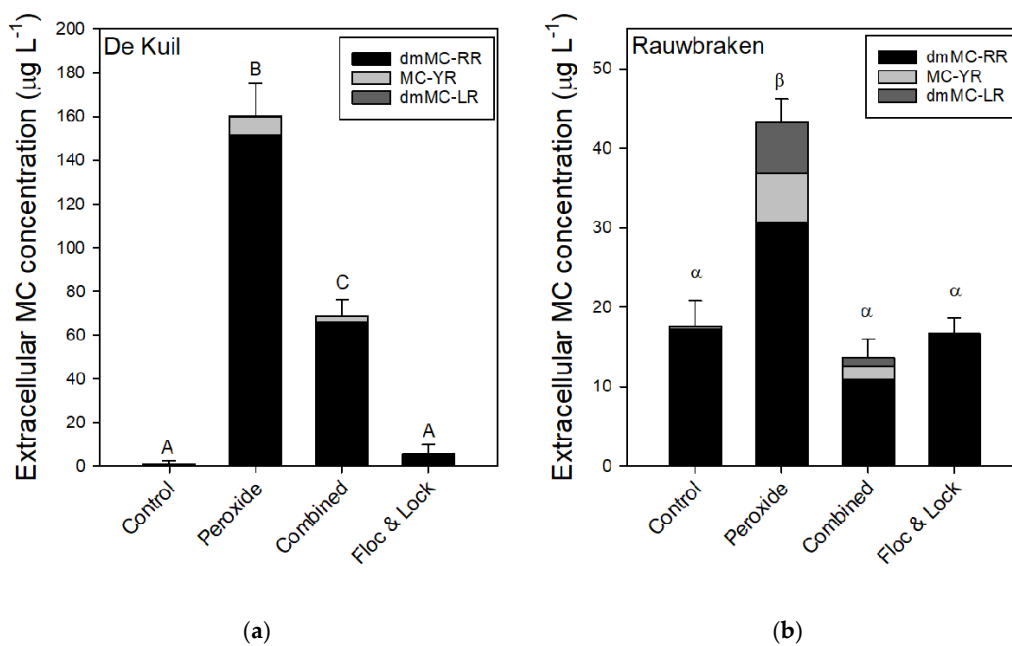 De Kuil
dmMC-RR
MC-YR
dmMC-LR
Extracellular MC concentration (µg L⁻¹)
200
180
160
140
120
100
80
60
40
20
0
A
B
C
A
Control
Peroxide
Combined
Floc & Lock
(a)
Rauwbraken
dmMC-RR
MC-YR
dmMC-LR
Extracellular MC concentration (µg L⁻¹)
50
40
30
20
10
0
α
β
α
α
Control
Peroxide
Combined
Floc & Lock
(b)